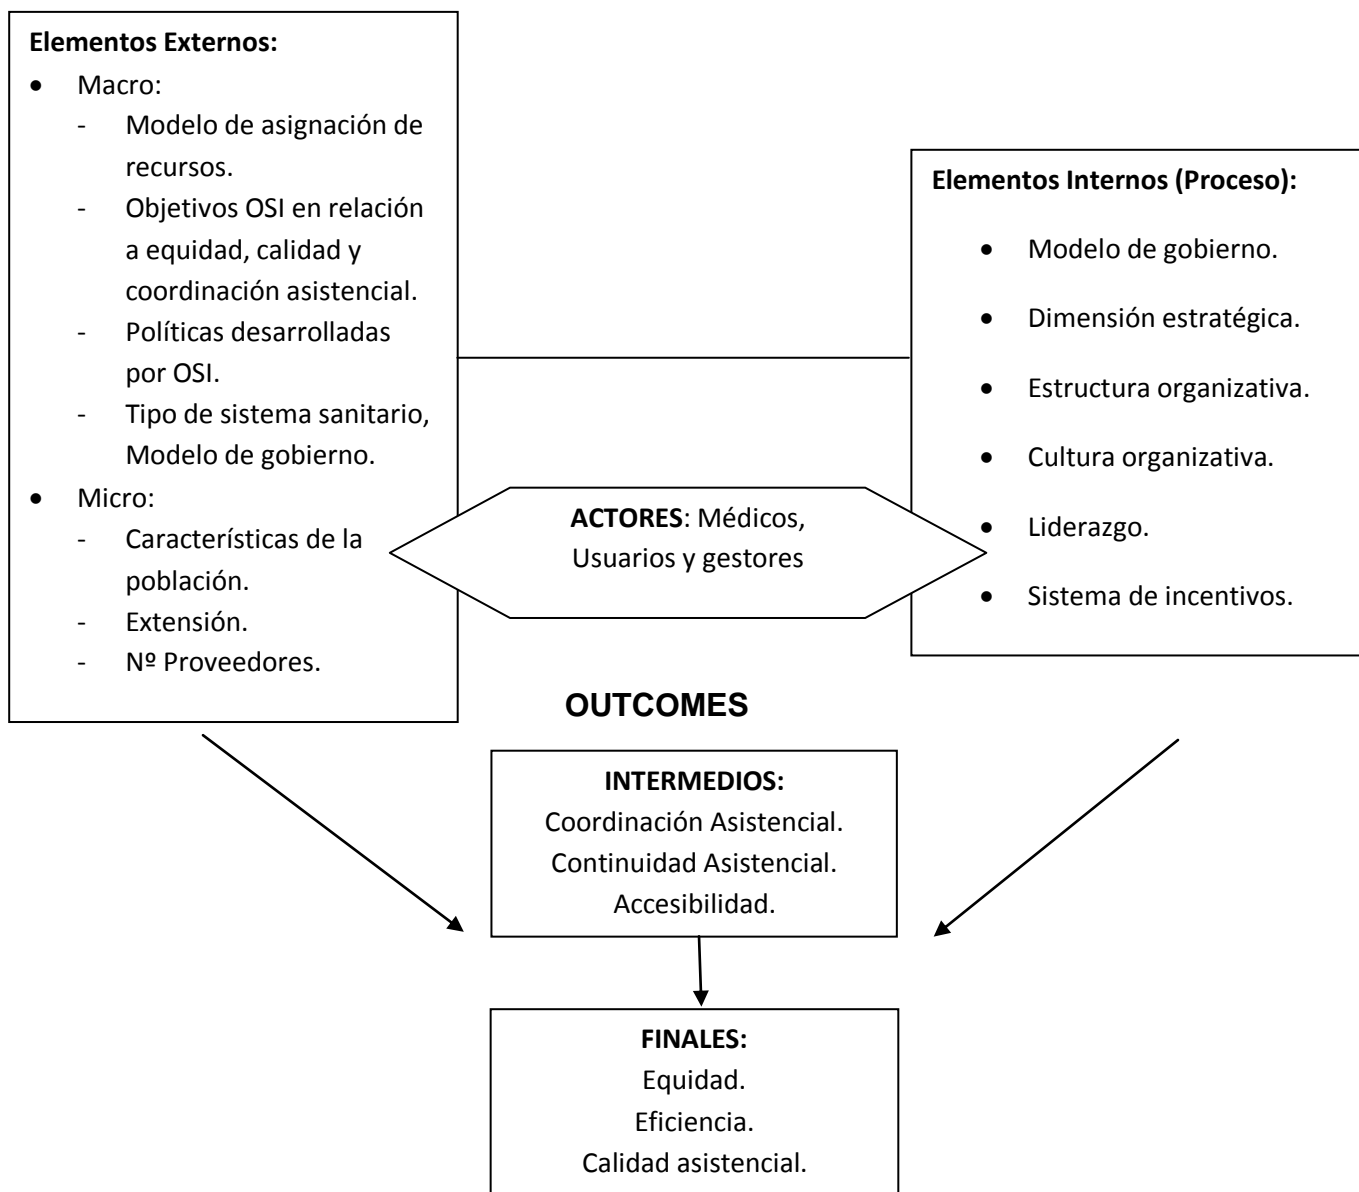 Elementos Externos:
• Macro:
- Modelo de asignación de
recursos.
- Objetivos OSI en relación
a equidad, calidad y
coordinación asistencial.
- Políticas desarrolladas
por OSI.
- Tipo de sistema sanitario,
Modelo de gobierno.
• Micro:
- Características de la
población.
- Extensión.
- Nº Proveedores.
Elementos Internos (Proceso):
• Modelo de gobierno.
• Dimensión estratégica.
• Estructura organizativa.
• Cultura organizativa.
• Liderazgo.
• Sistema de incentivos.
ACTORES: Médicos,
Usuarios y gestores
OUTCOMES
INTERMEDIOS:
Coordinación Asistencial.
Continuidad Asistencial.
Accesibilidad.
FINALES:
Equidad.
Eficiencia.
Calidad asistencial.